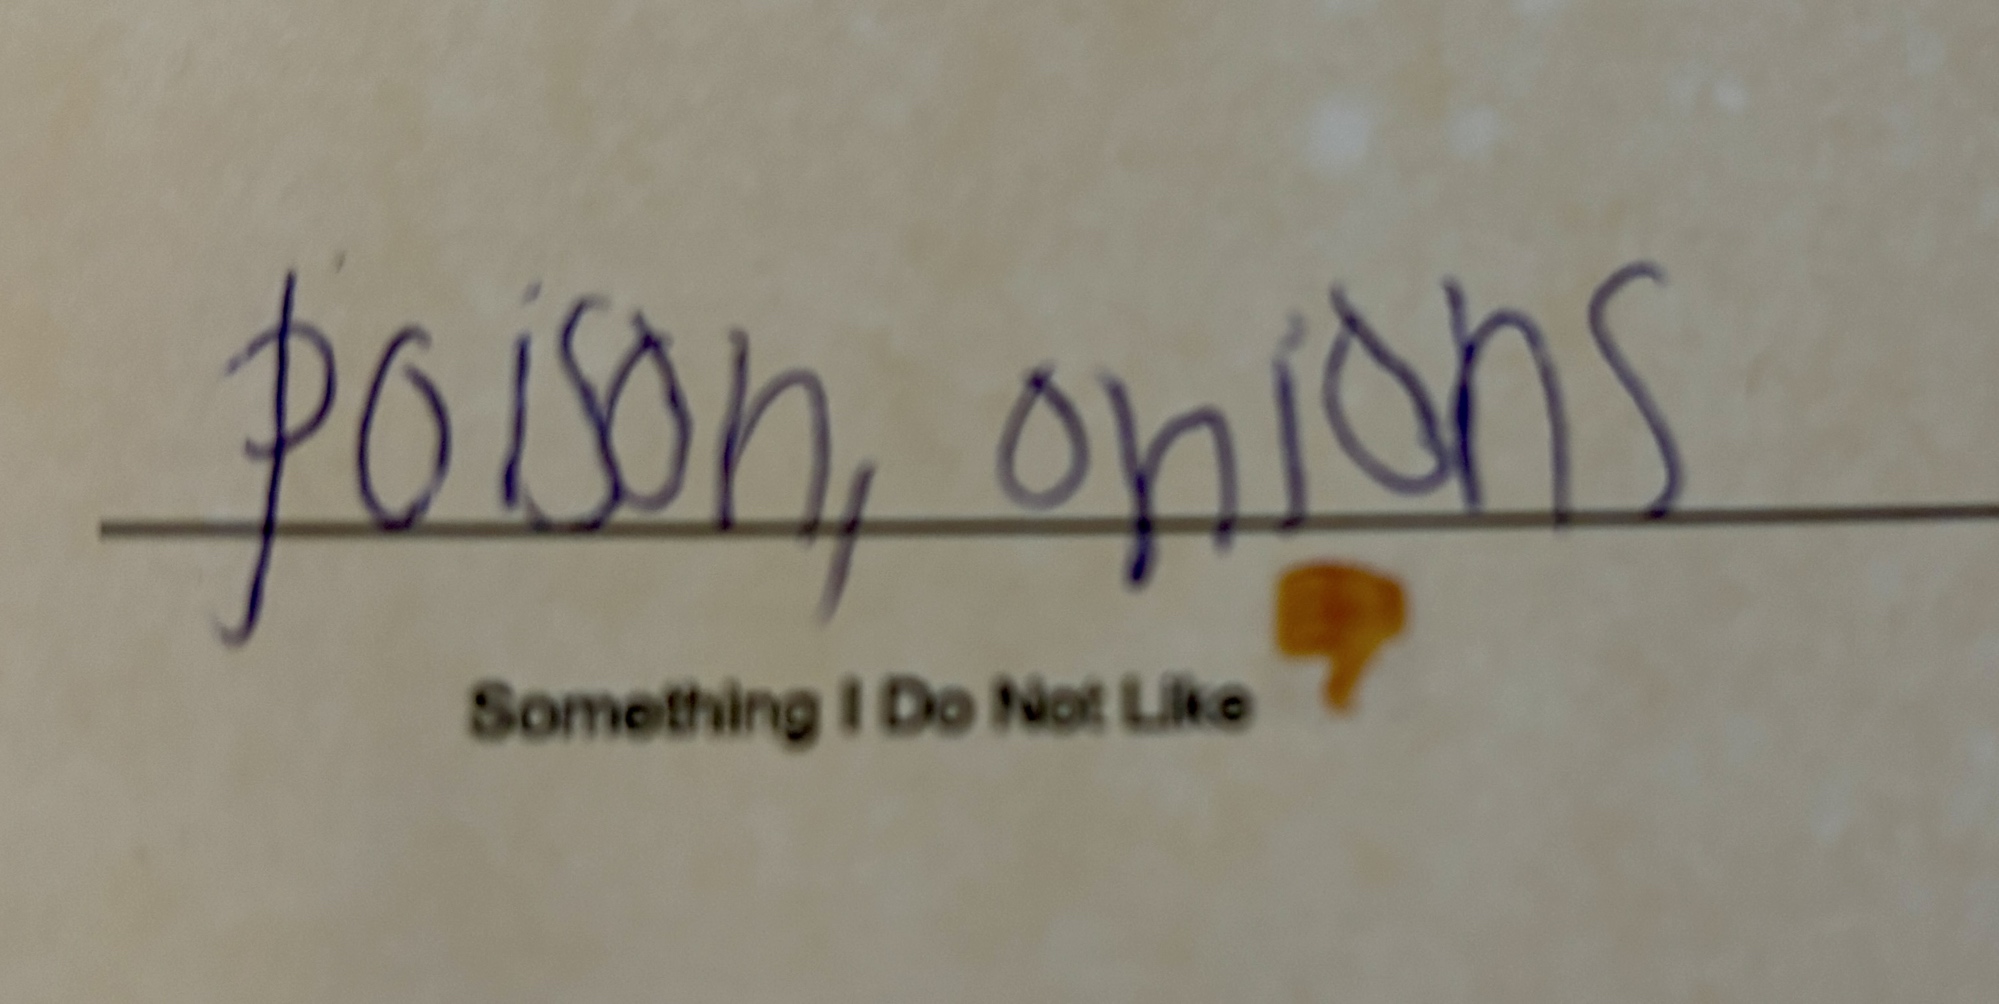 poison, onions
Something I Do Not Like